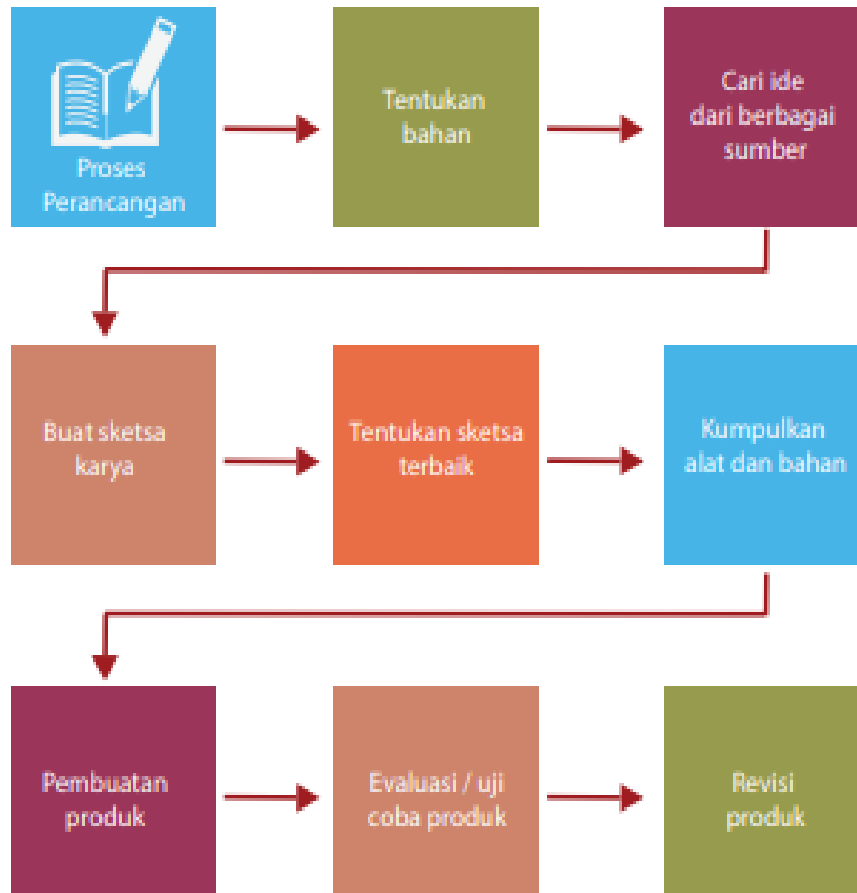 Proses
Perancangan
Tentukan
bahan
Cari ide
dari berbagai
sumber
Buat sketsa
karya
Tentukan sketsa
terbaik
Kumpulkan
alat dan bahan
Pembuatan
produk
Evaluasi / uji
coba produk
Revisi
produk